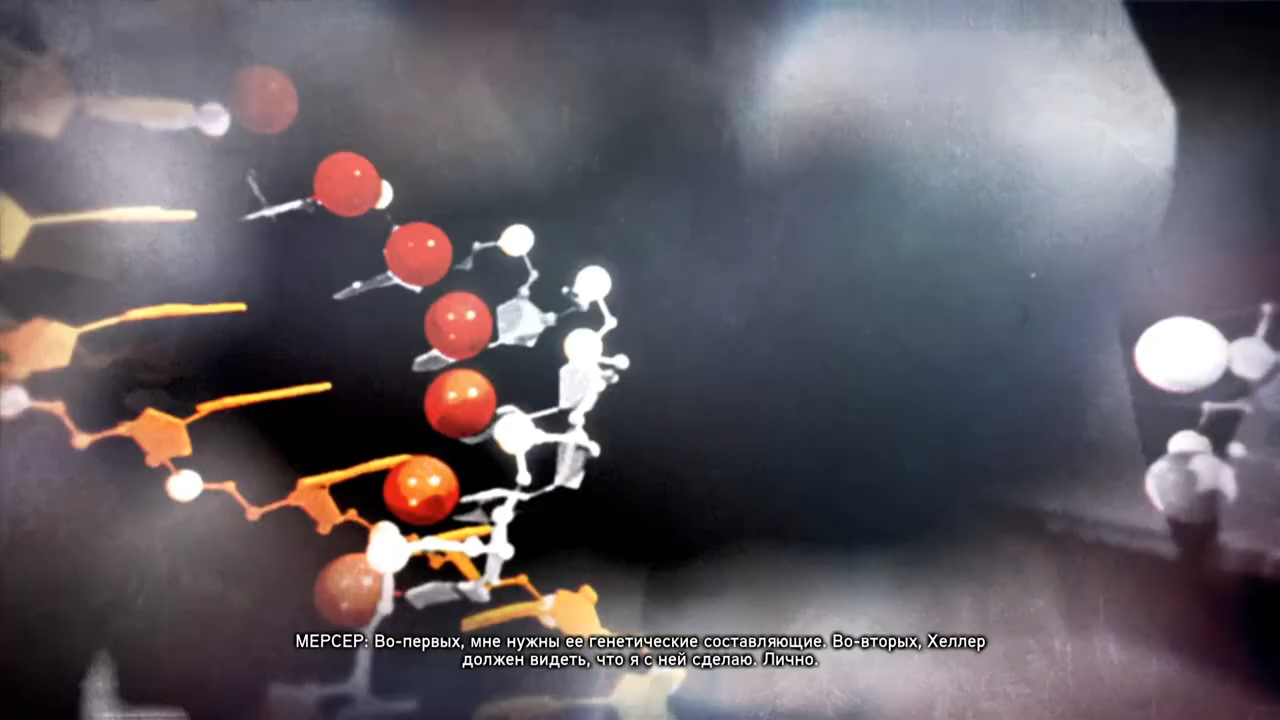 МЕРСЕР: Во-первых, мне нужны ее генетические составляющие. Во-вторых, Хеллер
должен видеть, что я с ней сделаю. Лично.